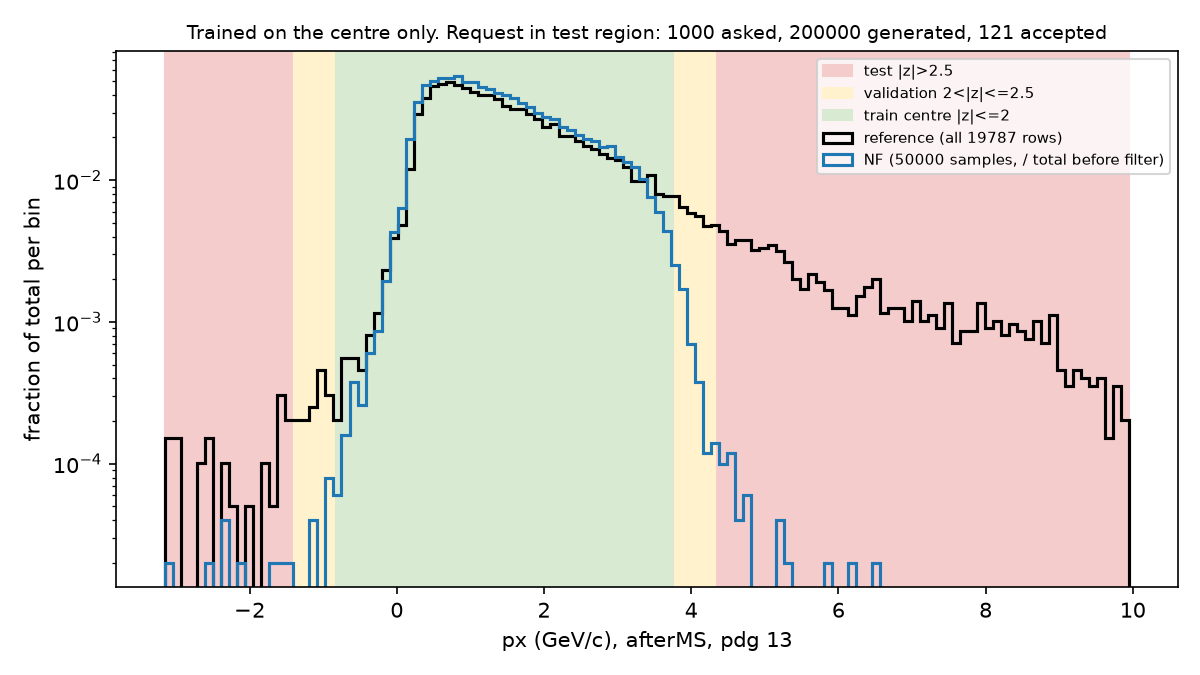 Trained on the centre only. Request in test region: 1000 asked, 200000 generated, 121 accepted
test |z|>2.5
validation 2<|z|<=2.5
train centre |z|<=2
reference (all 19787 rows)
NF (50000 samples, / total before filter)
fraction of total per bin
10⁻²
10⁻³
10⁻⁴
−2
0
2
4
6
8
10
px (GeV/c), afterMS, pdg 13